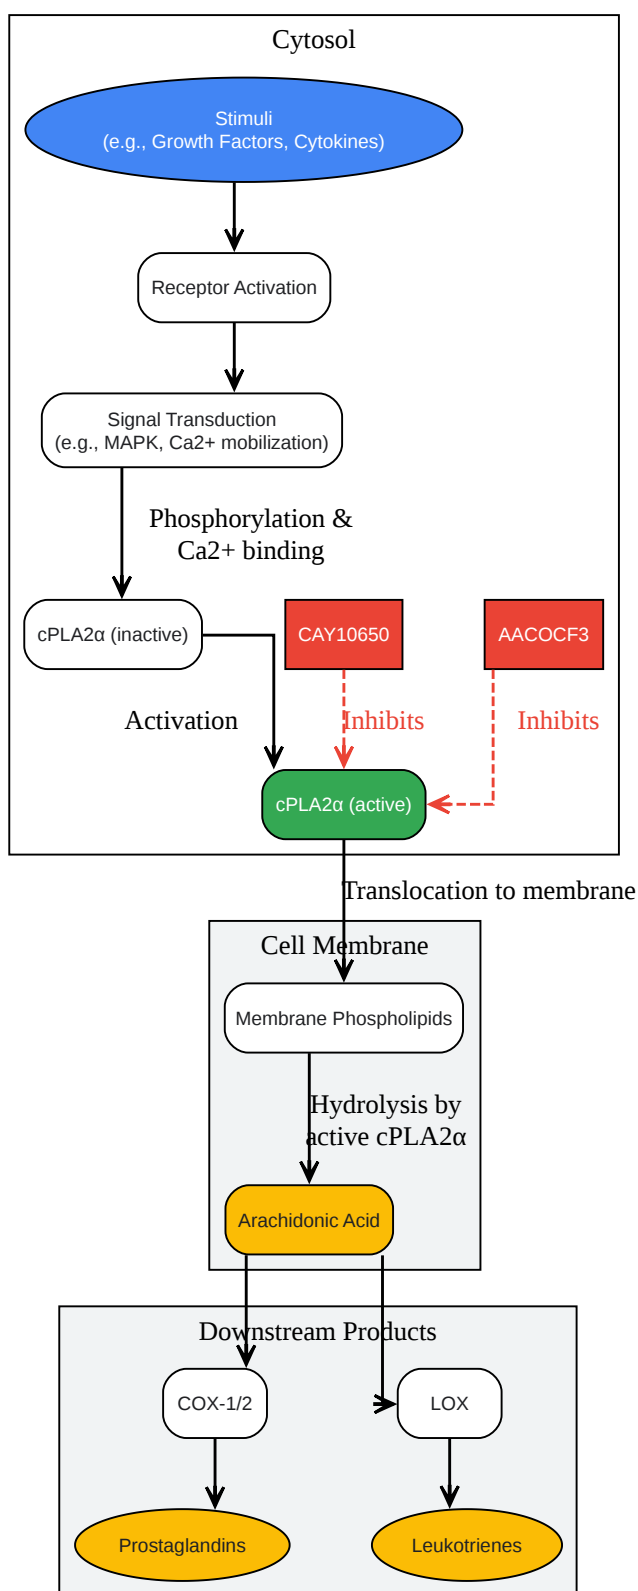 Cytosol
Stimuli
(e.g., Growth Factors, Cytokines)
Receptor Activation
Signal Transduction
(e.g., MAPK, Ca2+ mobilization)
Phosphorylation &
Ca2+ binding
cPLA2α (inactive)
CAY10650
AACOCF3
Activation
Inhibits
Inhibits
cPLA2α (active)
Translocation to membrane
Cell Membrane
Membrane Phospholipids
Hydrolysis by
active cPLA2α
Arachidonic Acid
Downstream Products
COX-1/2
LOX
Prostaglandins
Leukotrienes